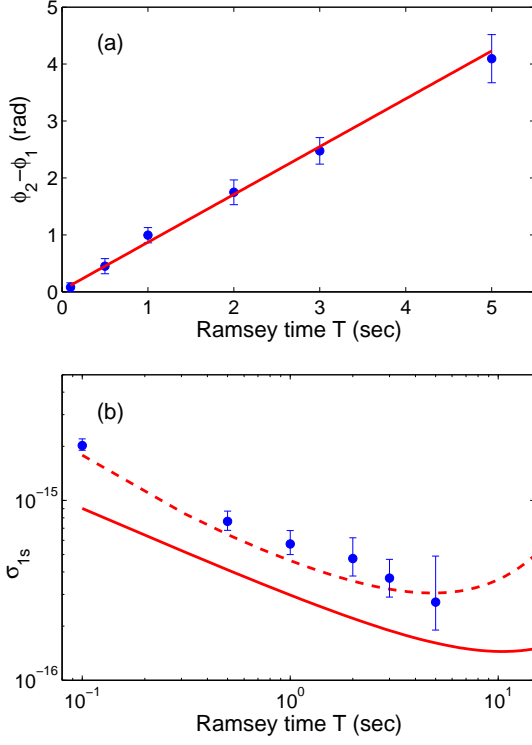 (a)
5
4
3
2
1
0
φ₂−φ₁ (rad)
0 1 2 3 4 5
Ramsey time T (sec)
(b)
10⁻¹⁵
10⁻¹⁶
σ₁ₛ
10⁻¹ 10⁰ 10¹
Ramsey time T (sec)